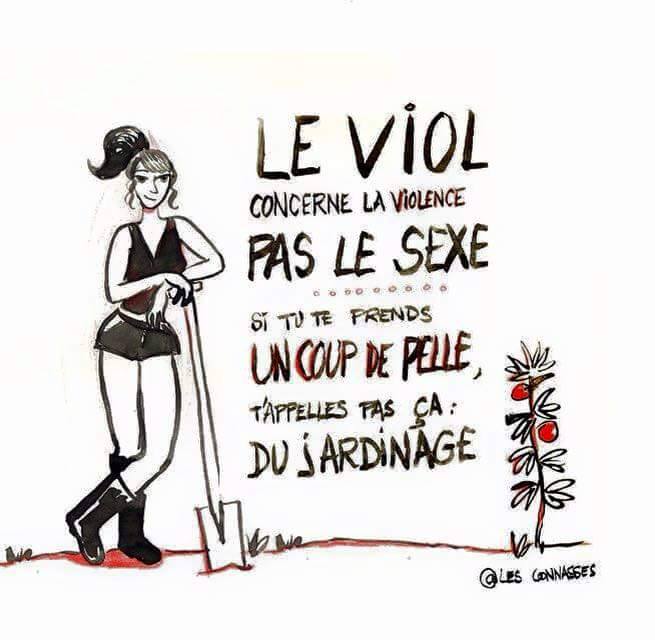 LE VIOL
CONCERNE LA VIOLENCE
PAS LE SEXE
SI TU TE PRENDS
UN COUP DE PELLE,
T'APPELLES PAS ÇA :
DU JARDINAGE
@LES CONNASSES